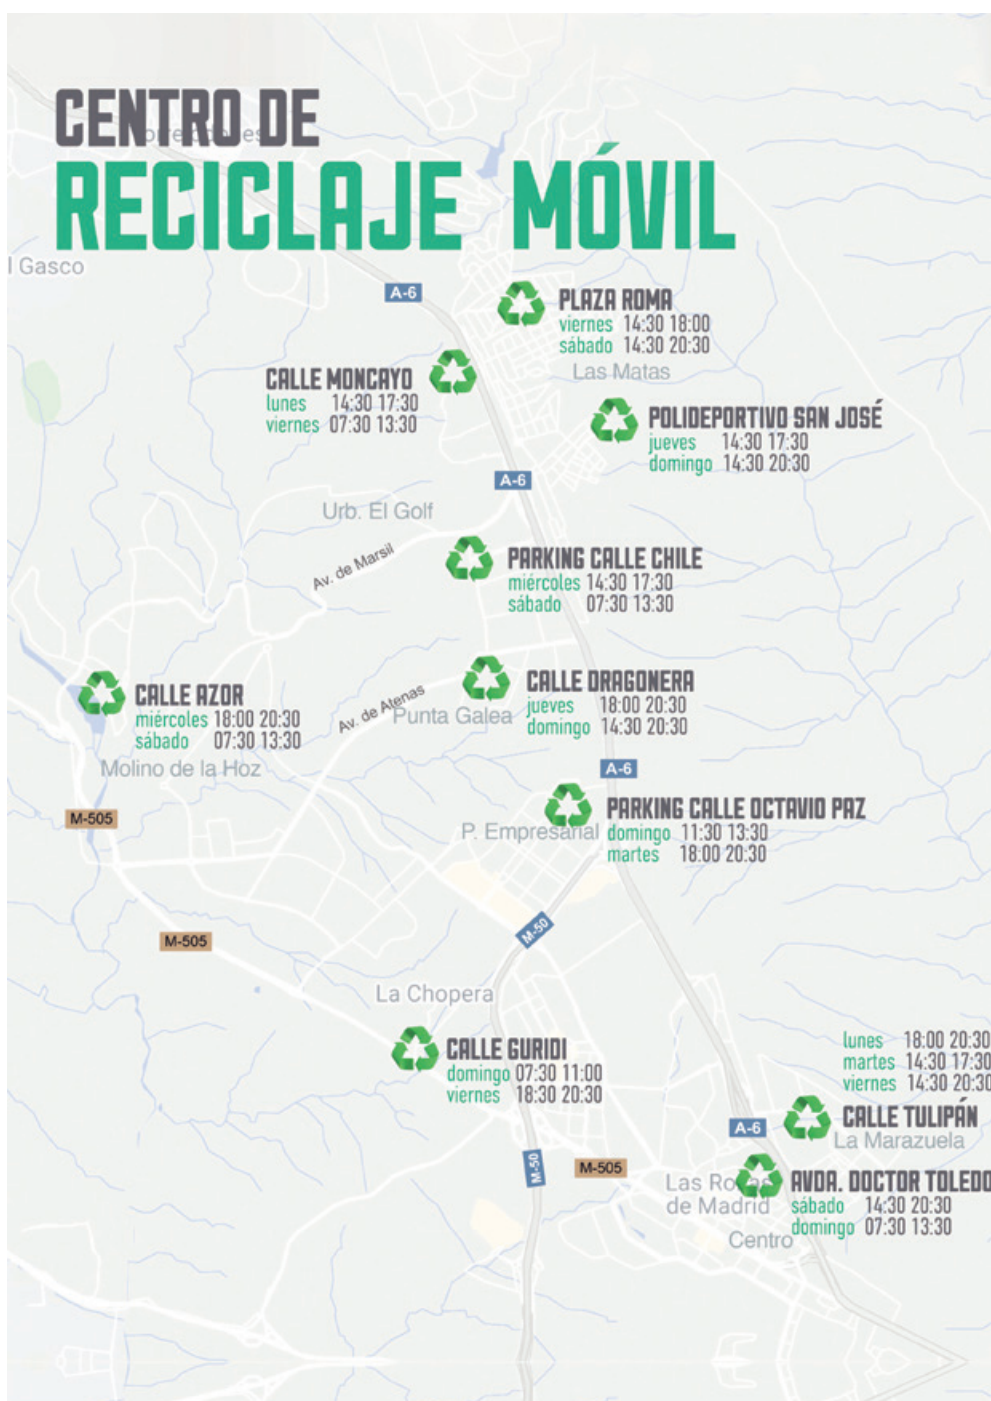 CENTRO DE
RECICLAJE MÓVIL
l Gasco
A-6
PLAZA ROMA
viernes 14:30 18:00
sábado 14:30 20:30
Las Matas
CALLE MONCAYO
lunes 14:30 17:30
viernes 07:30 13:30
POLIDEPORTIVO SAN JOSÉ
jueves 14:30 17:30
domingo 14:30 20:30
A-6
Urb. El Golf
Av. de Marsil
PARKING CALLE CHILE
miércoles 14:30 17:30
sábado 07:30 13:30
CALLE AZOR
miércoles 18:00 20:30
sábado 07:30 13:30
Molino de la Hoz
Av. de Atenas
Punta Galea
CALLE DRAGONERA
jueves 18:00 20:30
domingo 14:30 20:30
A-6
M-505
P. Empresarial
PARKING CALLE OCTAVIO PAZ
domingo 11:30 13:30
martes 18:00 20:30
M-50
M-505
La Chopera
CALLE GURIDI
domingo 07:30 11:00
viernes 18:30 20:30
lunes 18:00 20:30
martes 14:30 17:30
viernes 14:30 20:30
CALLE TULIPÁN
La Marazuela
A-6
M-50
M-505
Las Rozas
de Madrid
AVDA. DOCTOR TOLEDO
sábado 14:30 20:30
domingo 07:30 13:30
Centro